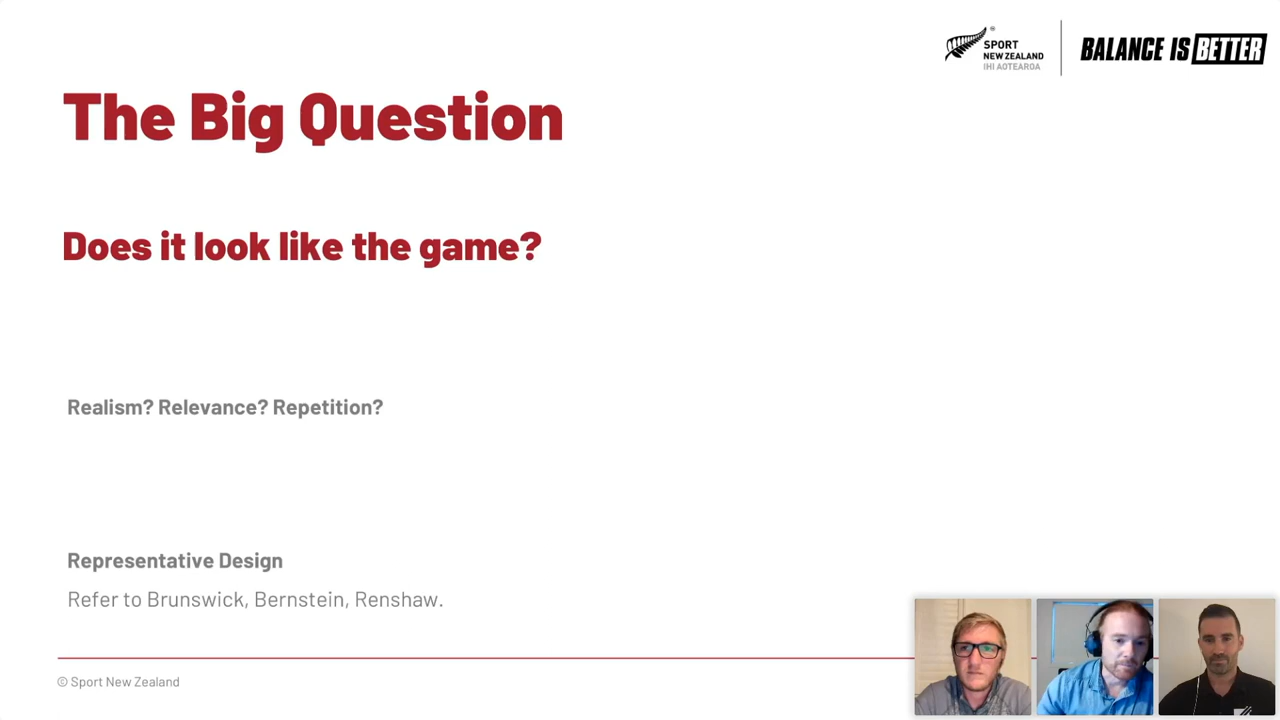 SPORT
NEW ZEALAND
IHI AOTEAROA
BALANCE IS BETTER
The Big Question
Does it look like the game?
Realism? Relevance? Repetition?
Representative Design
Refer to Brunswick, Bernstein, Renshaw.
© Sport New Zealand